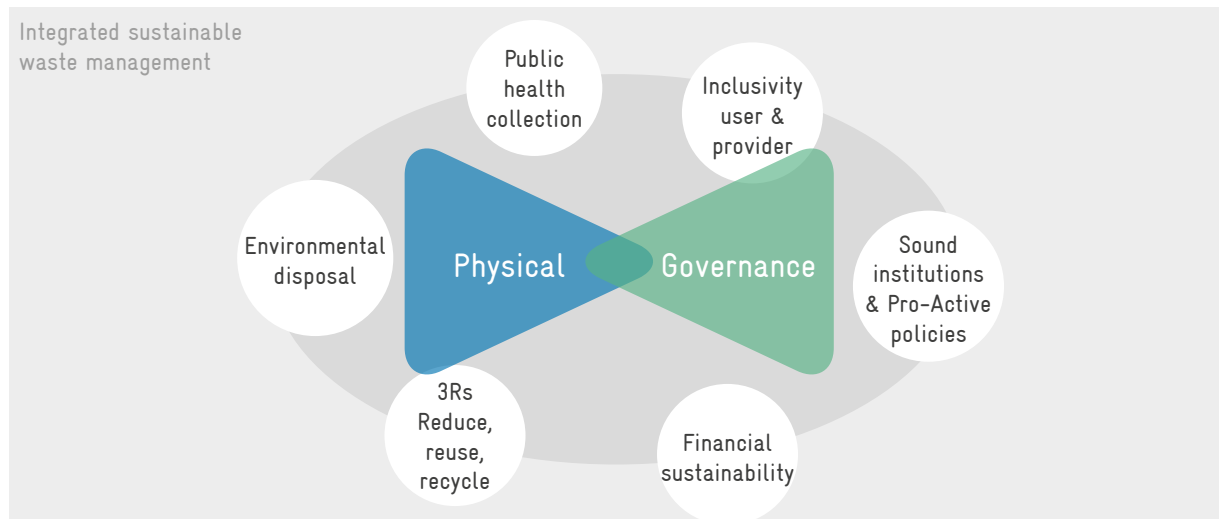 Integrated sustainable
waste management
Public
health
collection
Inclusivity
user &
provider
Environmental
disposal
Physical
Governance
Sound
institutions
& Pro-Active
policies
3Rs
Reduce,
reuse,
recycle
Financial
sustainability